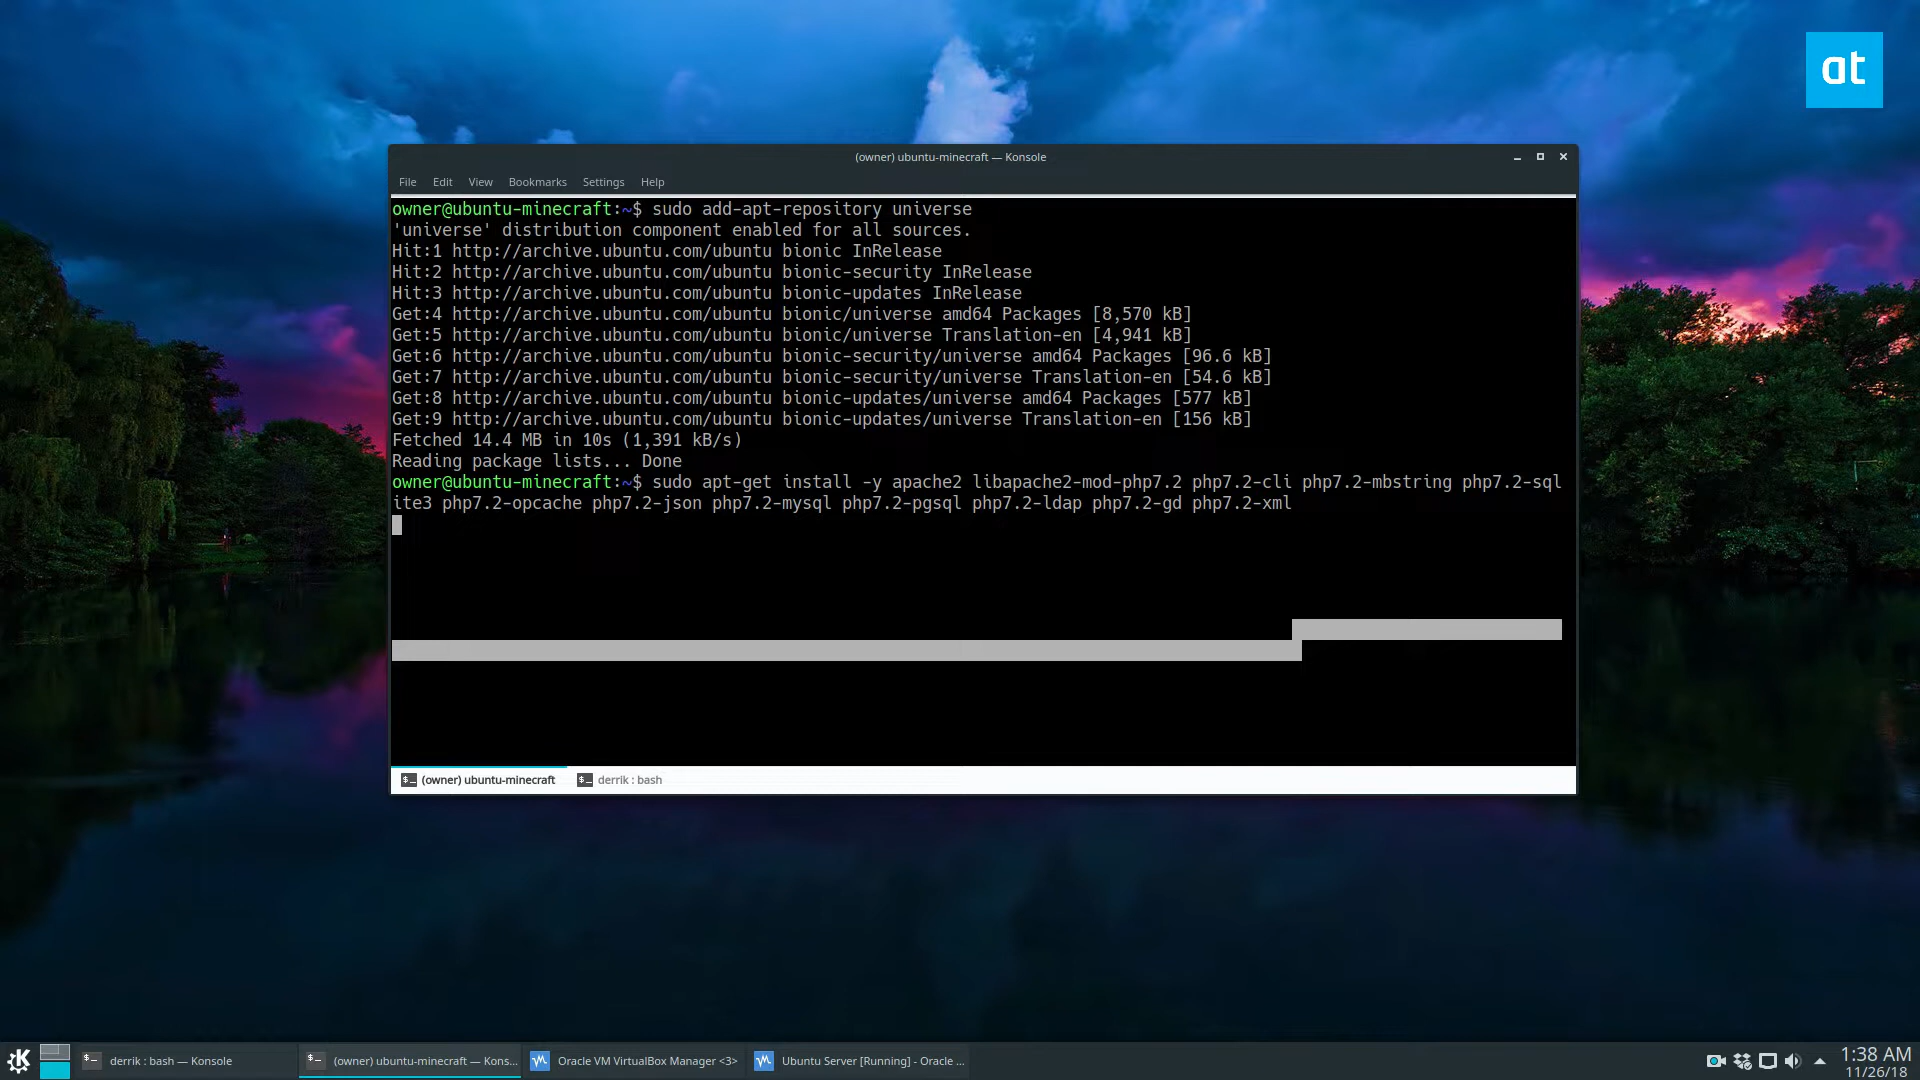 at
(owner) ubuntu-minecraft — Konsole
File Edit View Bookmarks Settings Help
owner@ubuntu-minecraft:~$ sudo add-apt-repository universe
'universe' distribution component enabled for all sources.
Hit:1 http://archive.ubuntu.com/ubuntu bionic InRelease
Hit:2 http://archive.ubuntu.com/ubuntu bionic-security InRelease
Hit:3 http://archive.ubuntu.com/ubuntu bionic-updates InRelease
Get:4 http://archive.ubuntu.com/ubuntu bionic/universe amd64 Packages [8,570 kB]
Get:5 http://archive.ubuntu.com/ubuntu bionic/universe Translation-en [4,941 kB]
Get:6 http://archive.ubuntu.com/ubuntu bionic-security/universe amd64 Packages [96.6 kB]
Get:7 http://archive.ubuntu.com/ubuntu bionic-security/universe Translation-en [54.6 kB]
Get:8 http://archive.ubuntu.com/ubuntu bionic-updates/universe amd64 Packages [577 kB]
Get:9 http://archive.ubuntu.com/ubuntu bionic-updates/universe Translation-en [156 kB]
Fetched 14.4 MB in 10s (1,391 kB/s)
Reading package lists... Done
owner@ubuntu-minecraft:~$ sudo apt-get install -y apache2 libapache2-mod-php7.2 php7.2-cli php7.2-mbstring php7.2-sql
ite3 php7.2-opcache php7.2-json php7.2-mysql php7.2-pgsql php7.2-ldap php7.2-gd php7.2-xml
(owner) ubuntu-minecraft derrik : bash
derrik : bash — Konsole (owner) ubuntu-minecraft — Kons... Oracle VM VirtualBox Manager <3> Ubuntu Server [Running] - Oracle ... 1:38 AM
11/26/18